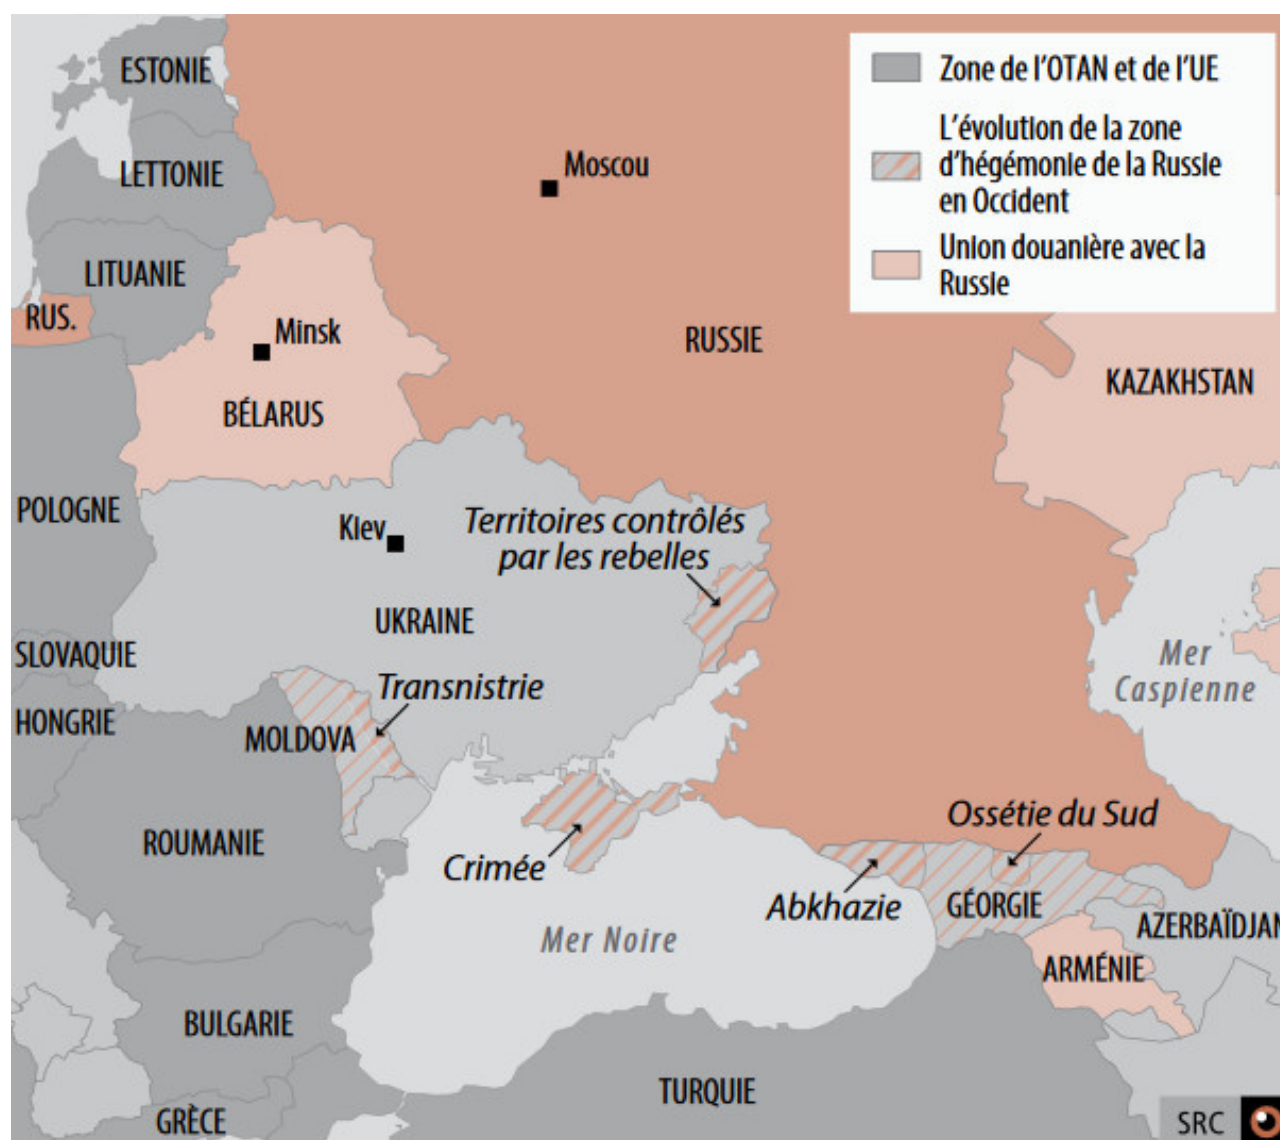 Zone de l'OTAN et de l'UE
L'évolution de la zone
d'hégémonie de la Russie
en Occident
Union douanière avec la
Russie
ESTONIE
LETTONIE
Moscou
LITUANIE
RUS.
Minsk
RUSSIE
KAZAKHSTAN
BÉLARUS
POLOGNE
Kiev
Territoires contrôlés
par les rebelles
UKRAINE
SLOVAQUIE
Mer
Caspienne
Transnistrie
HONGRIE
MOLDOVA
ROUMANIE
Crimée
Ossétie du Sud
Abkhazie
GÉORGIE
AZERBAÏDJAN
Mer Noire
ARMÉNIE
BULGARIE
TURQUIE
GRÈCE
SRC